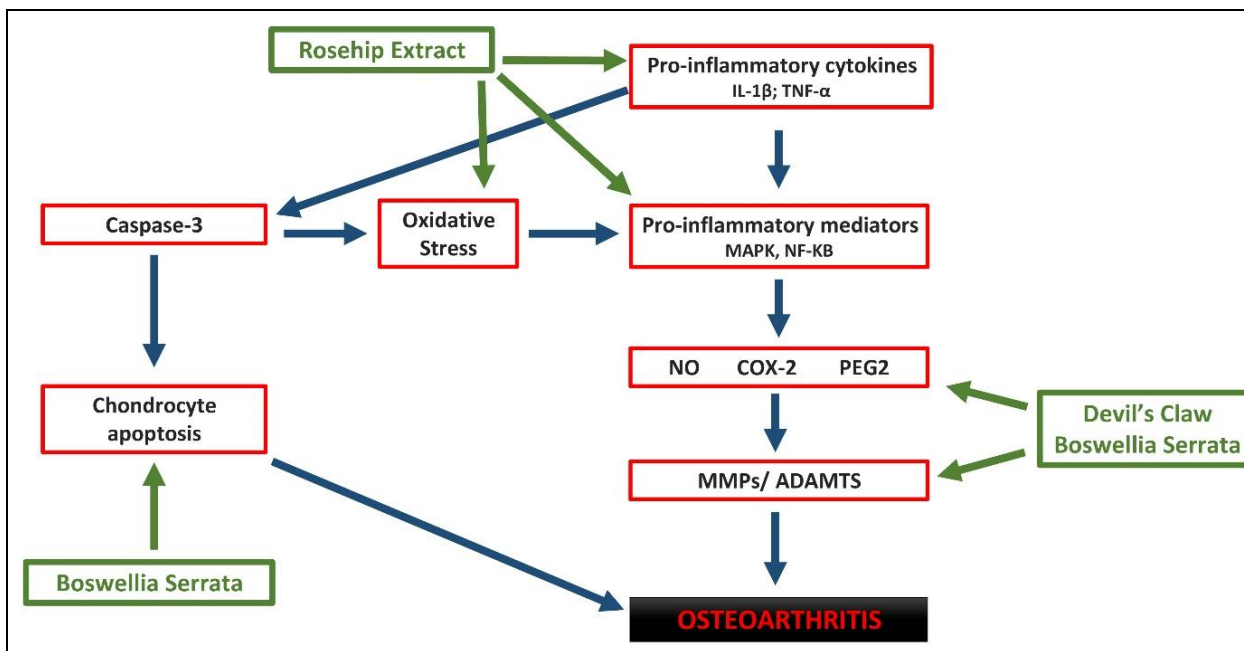 Rosehip Extract
Pro-inflammatory cytokines
IL-1β; TNF-α
Caspase-3
Oxidative
Stress
Pro-inflammatory mediators
MAPK, NF-KB
NO COX-2 PEG2
Chondrocyte
apoptosis
Devil’s Claw
Boswellia Serrata
MMPs/ ADAMTS
Boswellia Serrata
OSTEOARTHRITIS